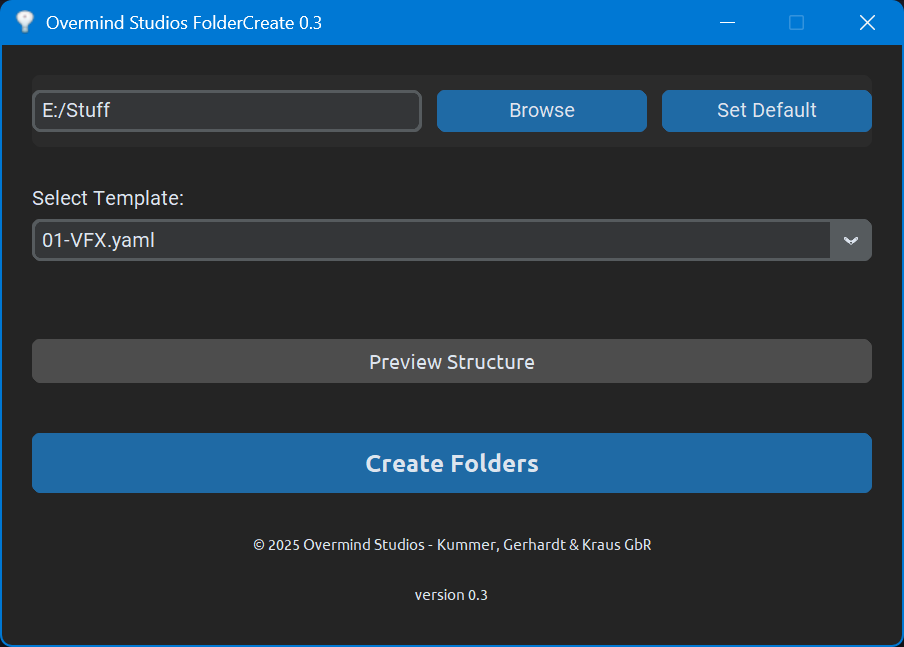 Overmind Studios FolderCreate 0.3
E:/Stuff Browse Set Default
Select Template:
01-VFX.yaml
Preview Structure
Create Folders
© 2025 Overmind Studios - Kummer, Gerhardt & Kraus GbR
version 0.3